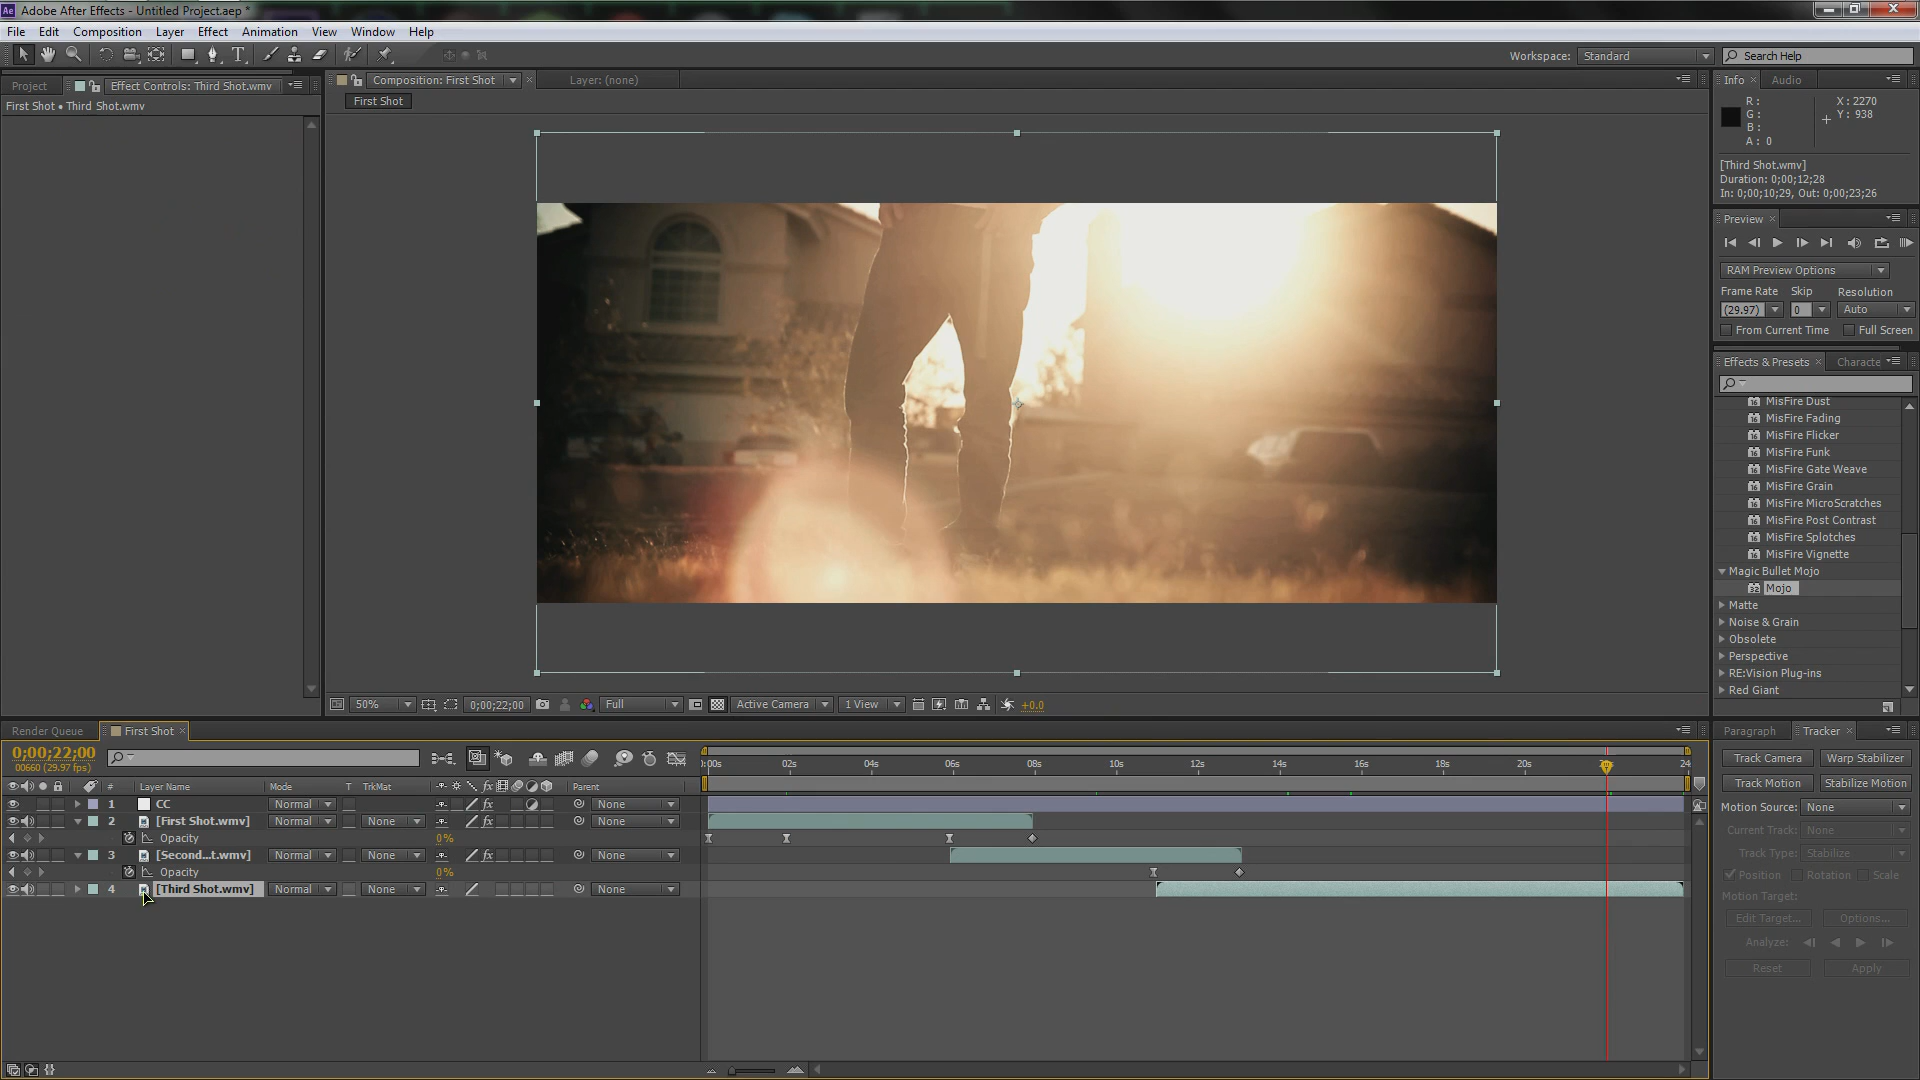 Adobe After Effects - Untitled Project.aep *
File Edit Composition Layer Effect Animation View Window Help
Workspace: Standard Search Help
Project Effect Controls: Third Shot.wmv
First Shot • Third Shot.wmv
Composition: First Shot Layer: (none)
First Shot
Info Audio
R : X : 2270
G : Y : 938
B :
A : 0
[Third Shot.wmv]
Duration: 0;00;12;28
In: 0;00;10;29, Out: 0;00;23;26
Preview
RAM Preview Options
Frame Rate Skip Resolution
(29.97) 0 Auto
From Current Time Full Screen
Effects & Presets Characte
MisFire Dust
MisFire Fading
MisFire Flicker
MisFire Funk
MisFire Gate Weave
MisFire Grain
MisFire MicroScratches
MisFire Post Contrast
MisFire Splotches
MisFire Vignette
Magic Bullet Mojo
Mojo
Matte
Noise & Grain
Obsolete
Perspective
RE:Vision Plug-ins
Red Giant
50% 0;00;22;00 Full Active Camera 1 View +0.0
Render Queue First Shot
0;00;22;00
00660 (29.97 fps)
# Layer Name Mode T TrkMat Parent
:00s 02s 04s 06s 08s 10s 12s 14s 16s 18s 20s 24
1 CC Normal None
2 [First Shot.wmv] Normal None None
Opacity 0%
3 [Second...t.wmv] Normal None None
Opacity 0%
4 [Third Shot.wmv] Normal None None
Paragraph Tracker
Track Camera Warp Stabilizer
Track Motion Stabilize Motion
Motion Source: None
Current Track: None
Track Type: Stabilize
Position Rotation Scale
Motion Target:
Edit Target... Options...
Analyze:
Reset Apply